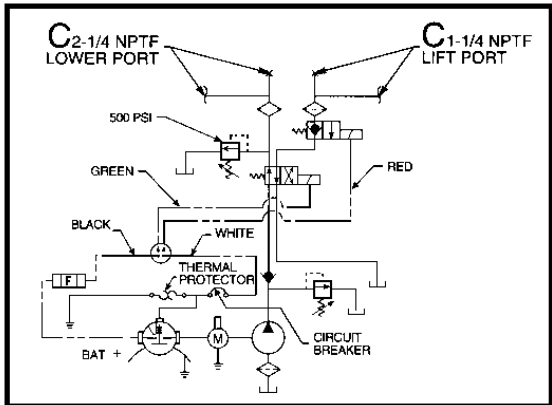 C2-1/4 NPTF
LOWER PORT
C1-1/4 NPTF
LIFT PORT
500 PSI
GREEN
RED
BLACK
WHITE
F
THERMAL
PROTECTOR
BAT +
M
CIRCUIT
BREAKER